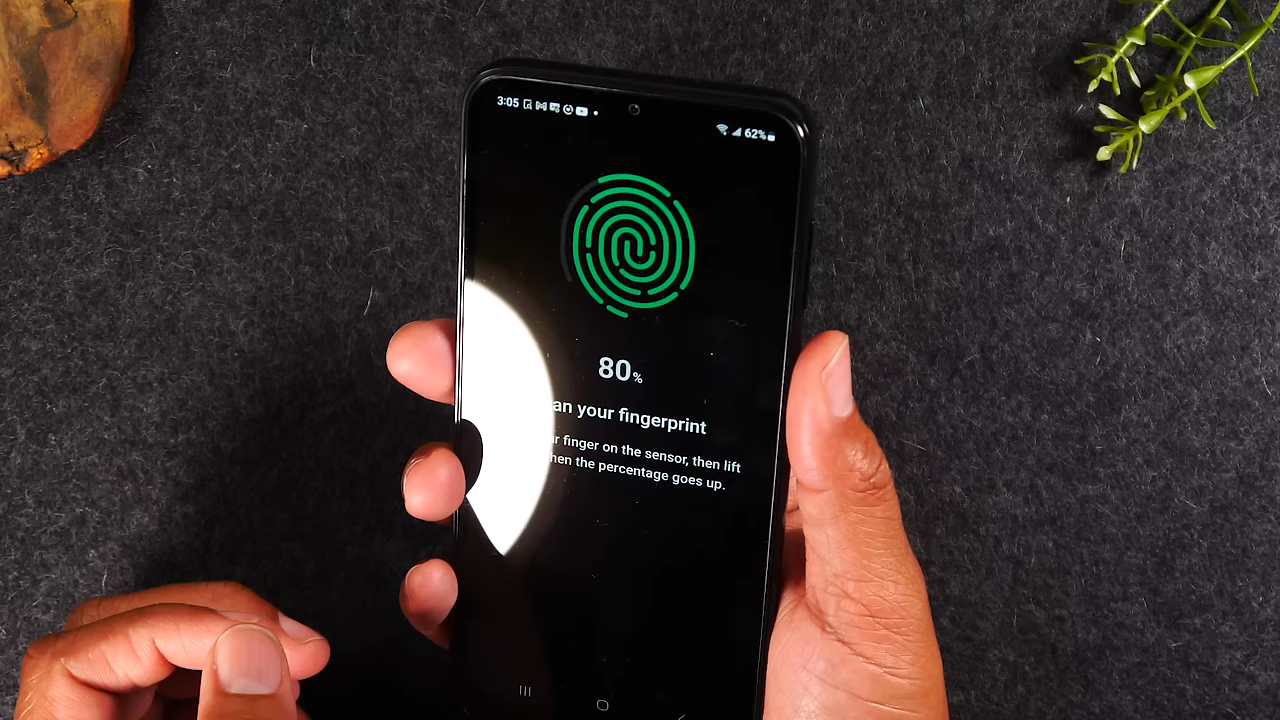 3:05
62%
80%
an your fingerprint
finger on the sensor, then lift
hen the percentage goes up.